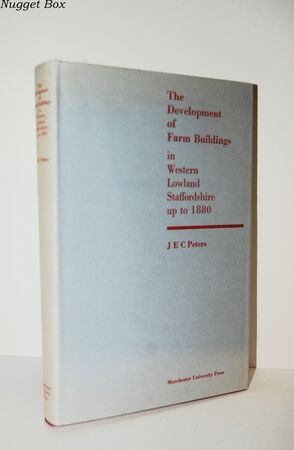 Nugget Box
The
Development
of
Farm Buildings
in
Western
Lowland
Staffordshire
up to 1880
J E C Peters
Manchester University Press